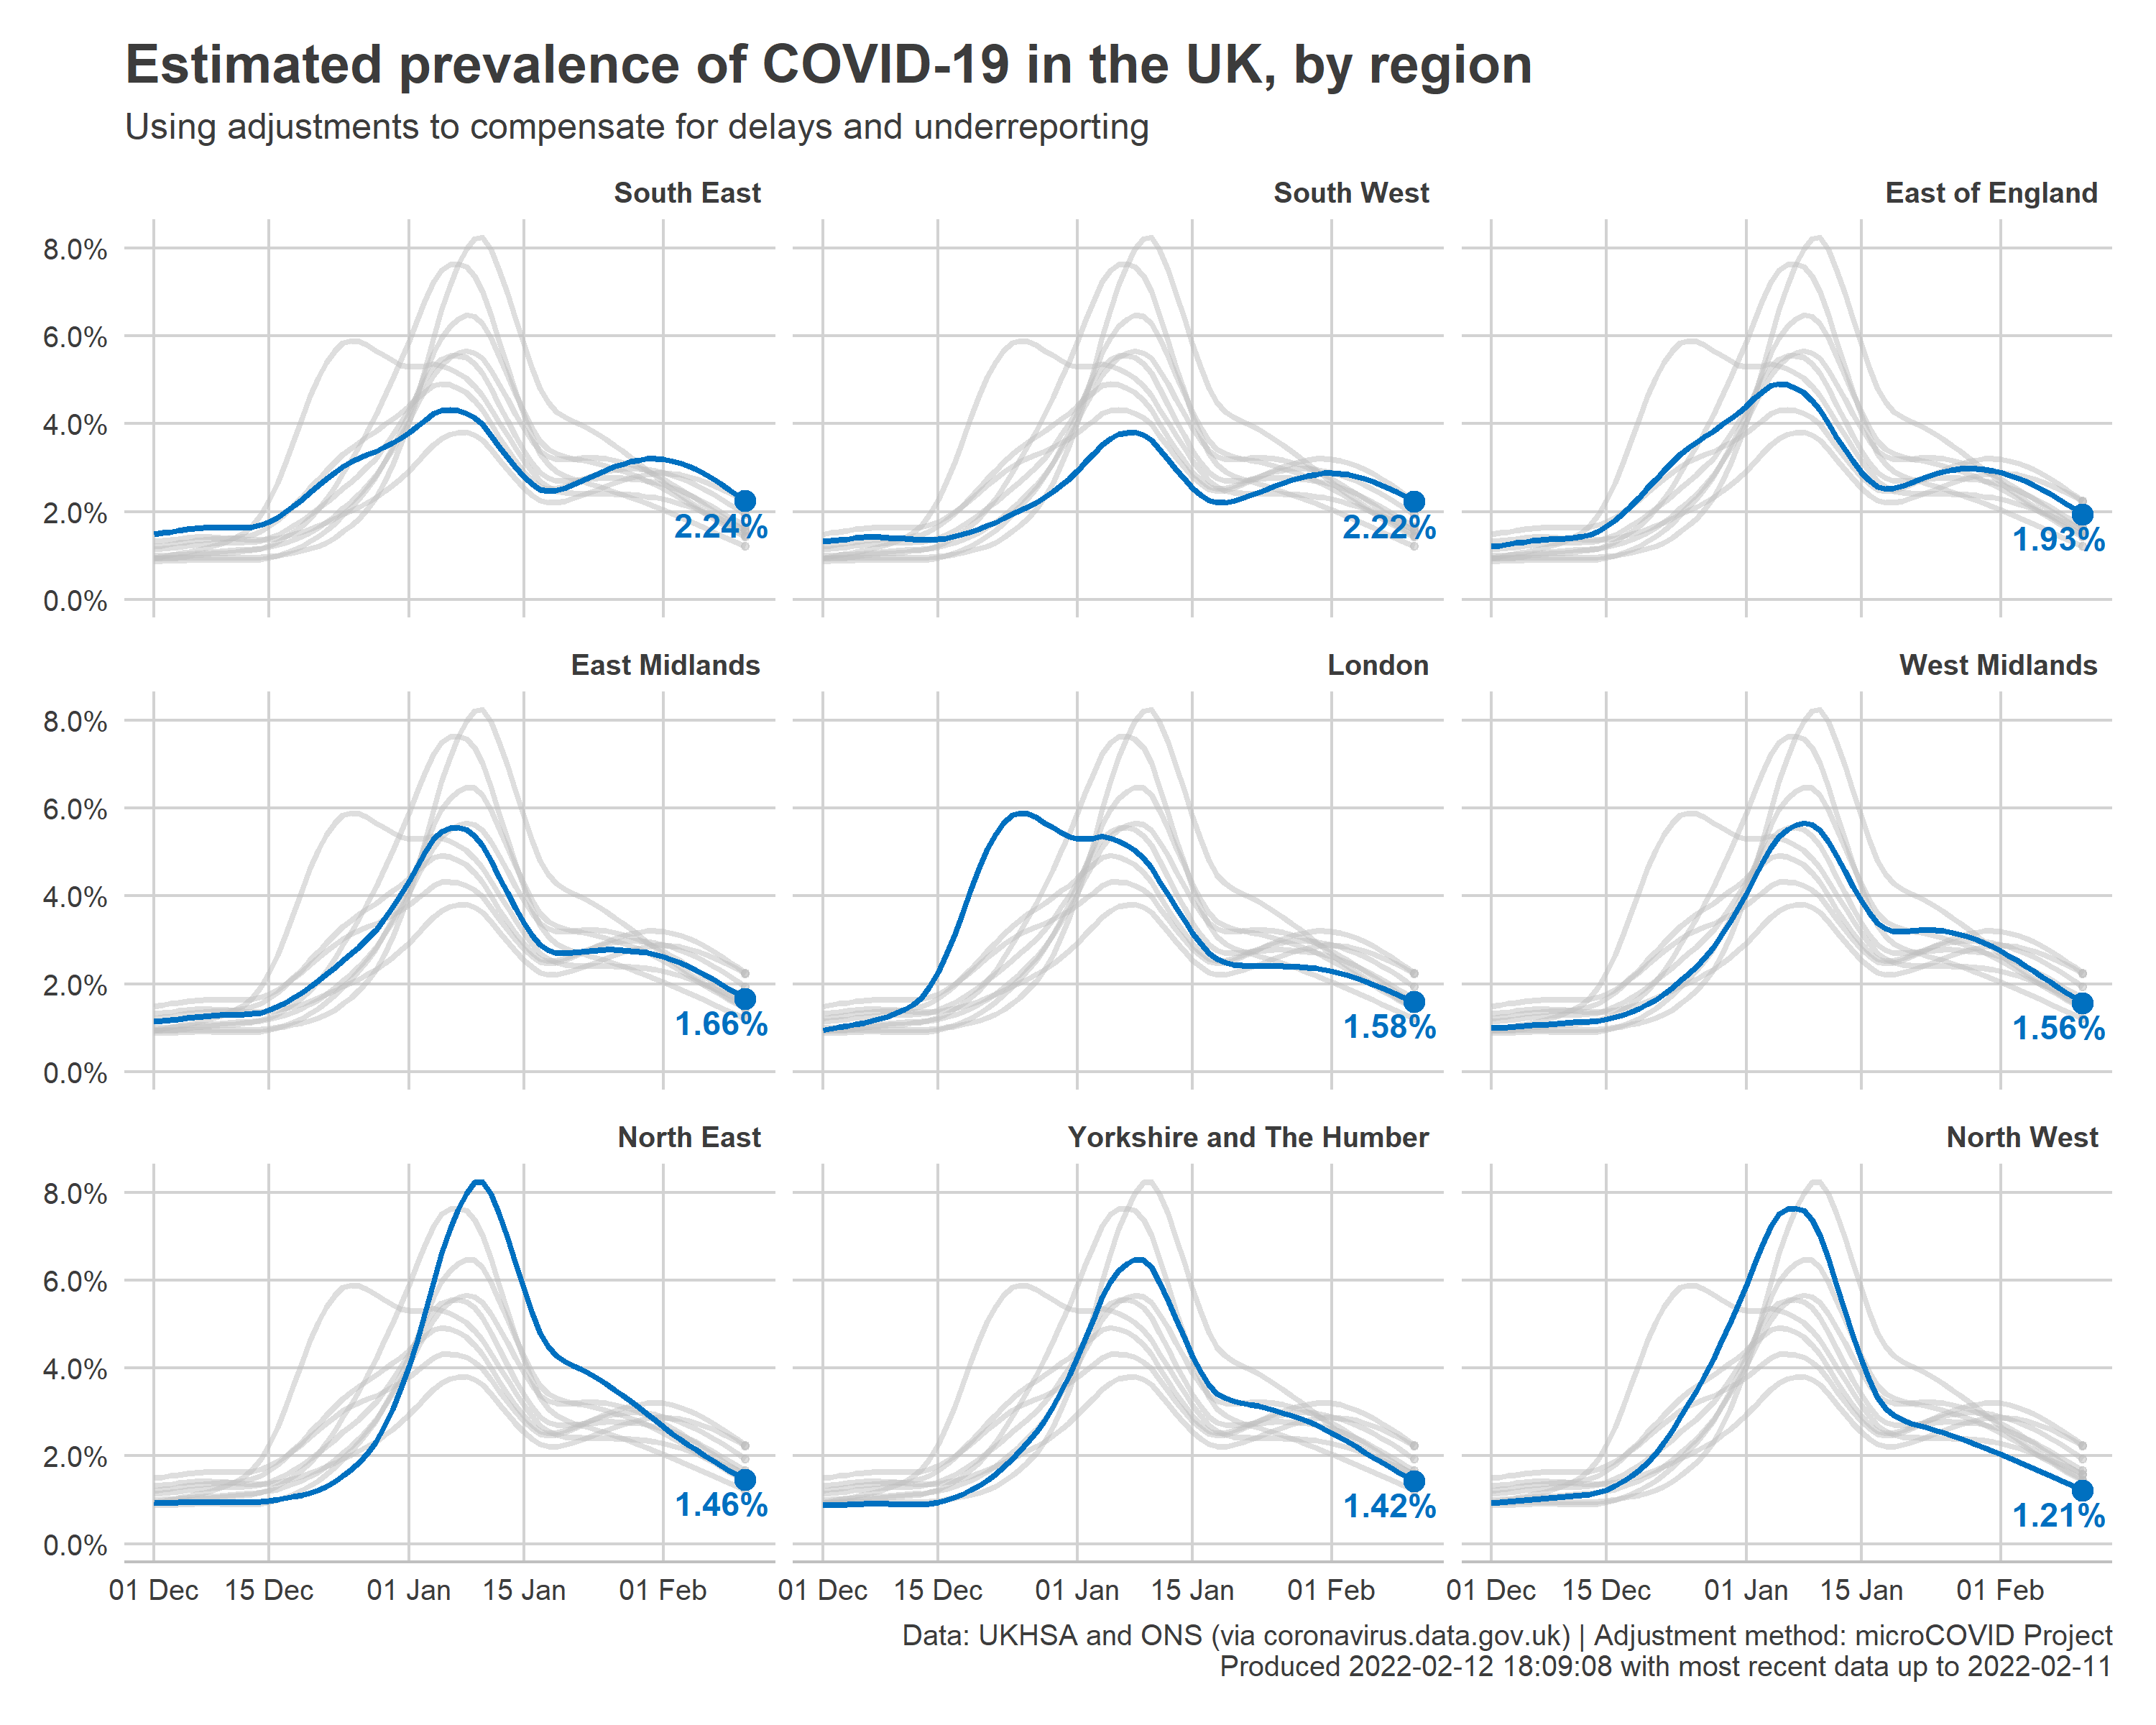 Estimated prevalence of COVID-19 in the UK, by region
Using adjustments to compensate for delays and underreporting
South East
South West
East of England
8.0%
6.0%
4.0%
2.0%
0.0%
2.24%
2.22%
1.93%
East Midlands
London
West Midlands
8.0%
6.0%
4.0%
2.0%
0.0%
1.66%
1.58%
1.56%
North East
Yorkshire and The Humber
North West
8.0%
6.0%
4.0%
2.0%
0.0%
1.46%
1.42%
1.21%
01 Dec 15 Dec 01 Jan 15 Jan 01 Feb
01 Dec 15 Dec 01 Jan 15 Jan 01 Feb
01 Dec 15 Dec 01 Jan 15 Jan 01 Feb
Data: UKHSA and ONS (via coronavirus.data.gov.uk) | Adjustment method: microCOVID Project
Produced 2022-02-12 18:09:08 with most recent data up to 2022-02-11